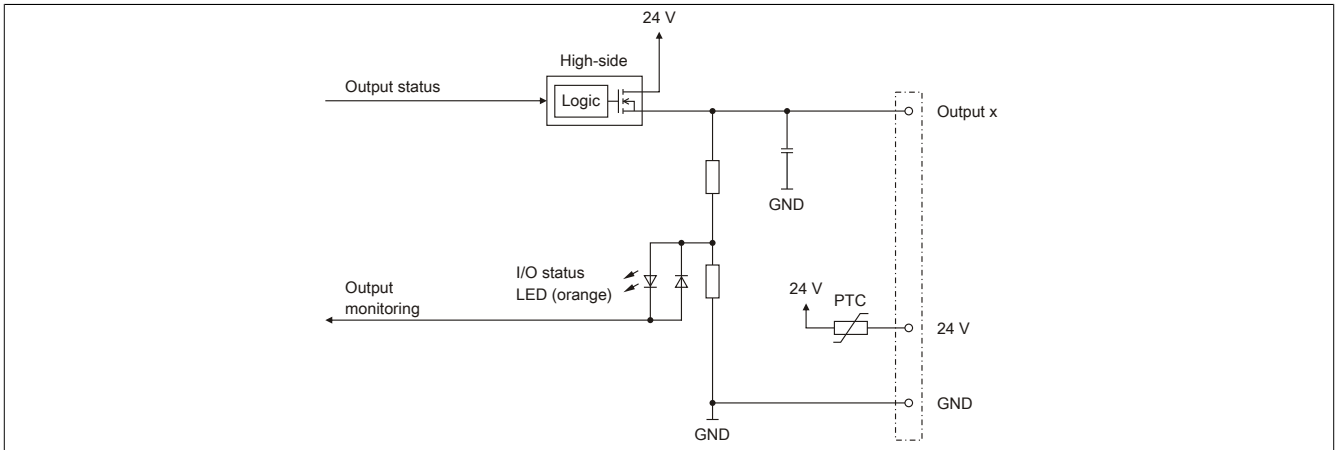 24 V
High-side
Output status
Logic
Output x
GND
I/O status
LED (orange)
Output
monitoring
24 V
PTC
24 V
GND
GND